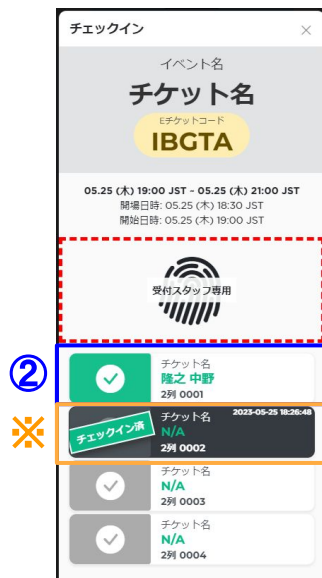 チェックイン
×
イベント名
チケット名
Eチケットコード
IBGTA
05.25 (木) 19:00 JST - 05.25 (木) 21:00 JST
開場日時: 05.25 (木) 18:30 JST
開始日時: 05.25 (木) 19:00 JST
受付スタッフ専用
②
チケット名
隆之 中野
2列 0001
※
チェックイン済
チケット名 2023-05-25 18:26:48
N/A
2列 0002
チケット名
N/A
2列 0003
チケット名
N/A
2列 0004